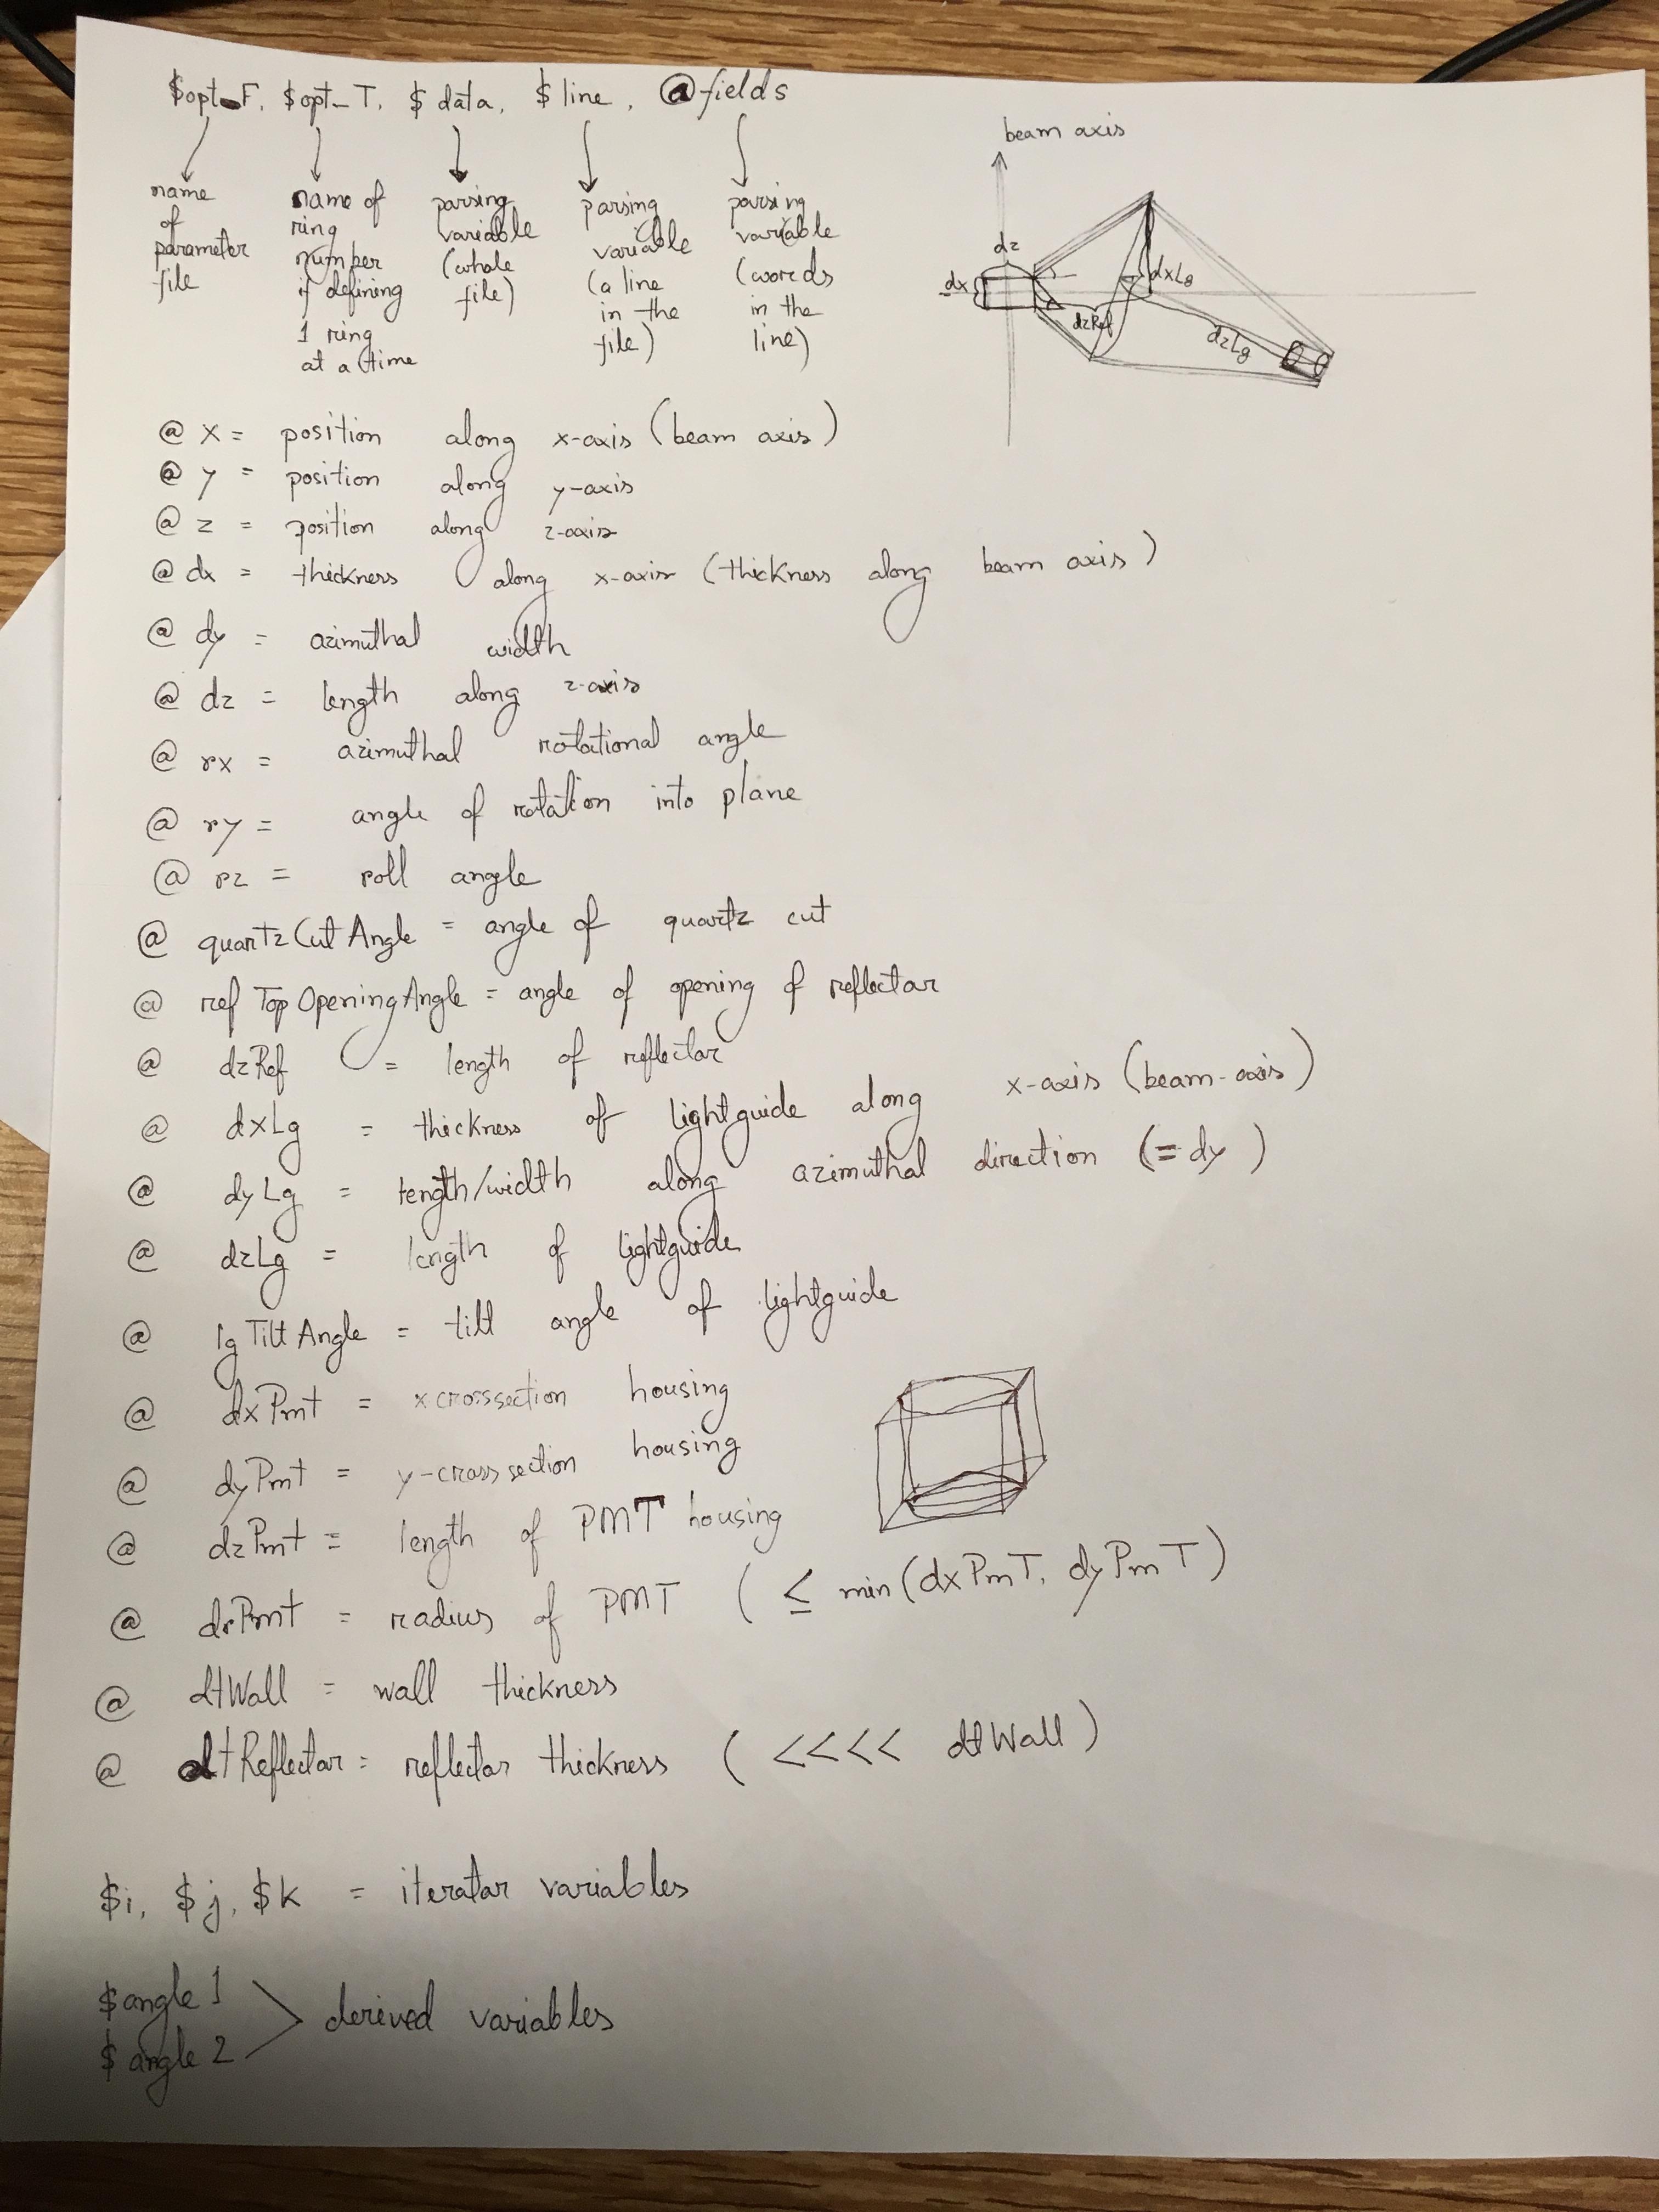 $opt_F, $opt_T, $data, $line, @fields
name of parameter file
name of ring number if defining 1 ring at a time
parsing variable (whole file)
parsing variable (a line in the file)
parsing variable (words in the line)
@ x = position along x-axis (beam axis)
@ y = position along y-axis
@ z = position along z-axis
@ dx = thickness along x-axis (thickness along beam axis)
@ dy = azimuthal width
@ dz = length along z-axis
@ rx = azimuthal rotational angle
@ ry = angle of rotation into plane
@ rz = roll angle
@ quartzCutAngle = angle of quartz cut
@ refTopOpeningAngle = angle of opening of reflector
@ dzRef = length of reflector
@ dxLg = thickness of lightguide along x-axis (beam-axis)
@ dyLg = length/width along azimuthal direction (=dy)
@ dzLg = length of lightguide
@ lgTiltAngle = tilt angle of lightguide
@ dxPmt = x crossection housing
@ dyPmt = y-cross section housing
@ dzPmt = length of PMT housing
@ drPmt = radius of PMT ( ≤ min (dxPmT, dyPmT)
@ dtWall = wall thickness
@ dtReflector = reflector thickness ( <<<< dtWall )
$i, $j, $k = iterator variables
$angle 1
$angle 2 > derived variables
beam axis
dx
dz
dzRef
dxLg
dzLg